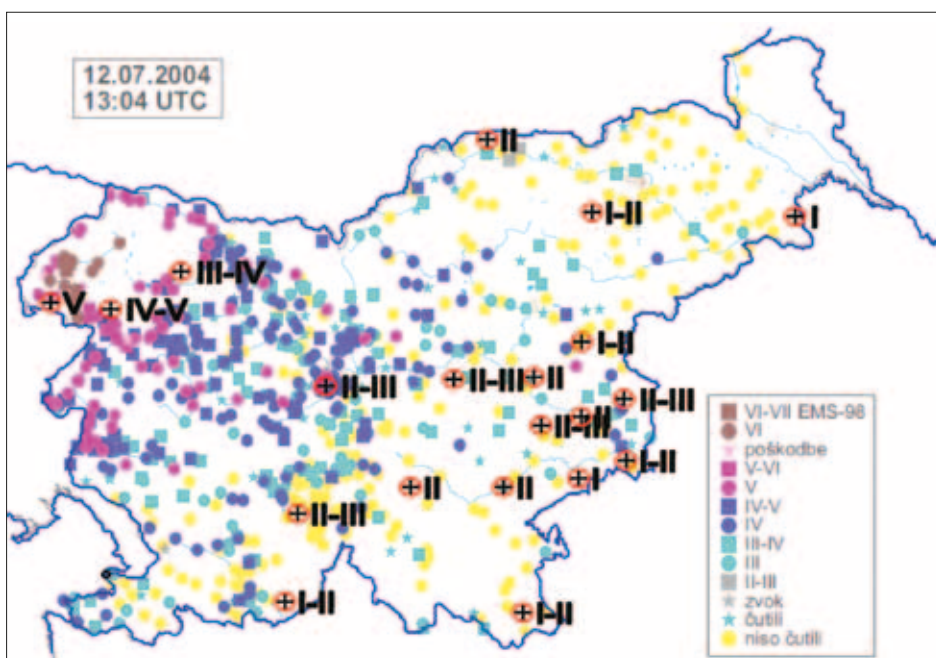 12.07.2004
13:04 UTC
II
I-II
I
III-IV
V
IV-V
I-II
II-III
II-III
II
II-III
II
II-III
I-II
I
II
II
II-III
I-II
I-II
VI-VII EMS-98
VI
poškodbe
V-VI
V
IV-V
IV
III-IV
III
II-III
zvok
čutili
niso čutili